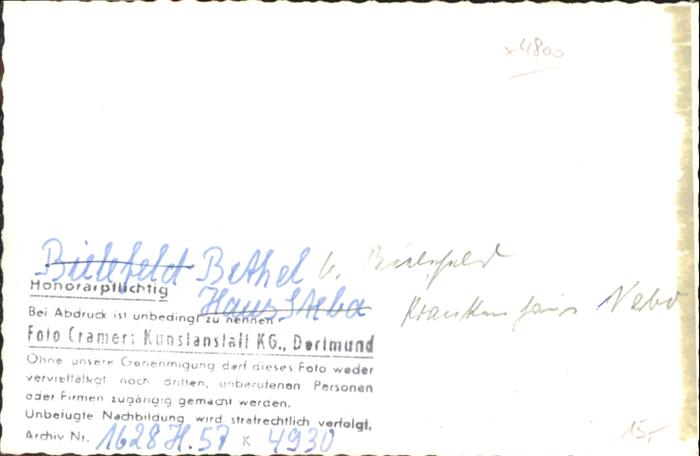 x4800
Bielefeld Bethel b. Bielefeld
Honorarpflichtig
Haus Neba Krankenhaus Nebo
Bei Abdruck ist unbedingt zu nennen
Foto Cramers Kunstanstalt KG., Dortmund
Ohne unsere Genehmigung darf dieses Foto weder
vervielfältigt noch dritten, unberufenen Personen
oder Firmen zugängig gemacht werden.
Unbefugte Nachbildung wird strafrechtlich verfolgt.
Archiv Nr. 1628 H. 57 K 4930
15,-